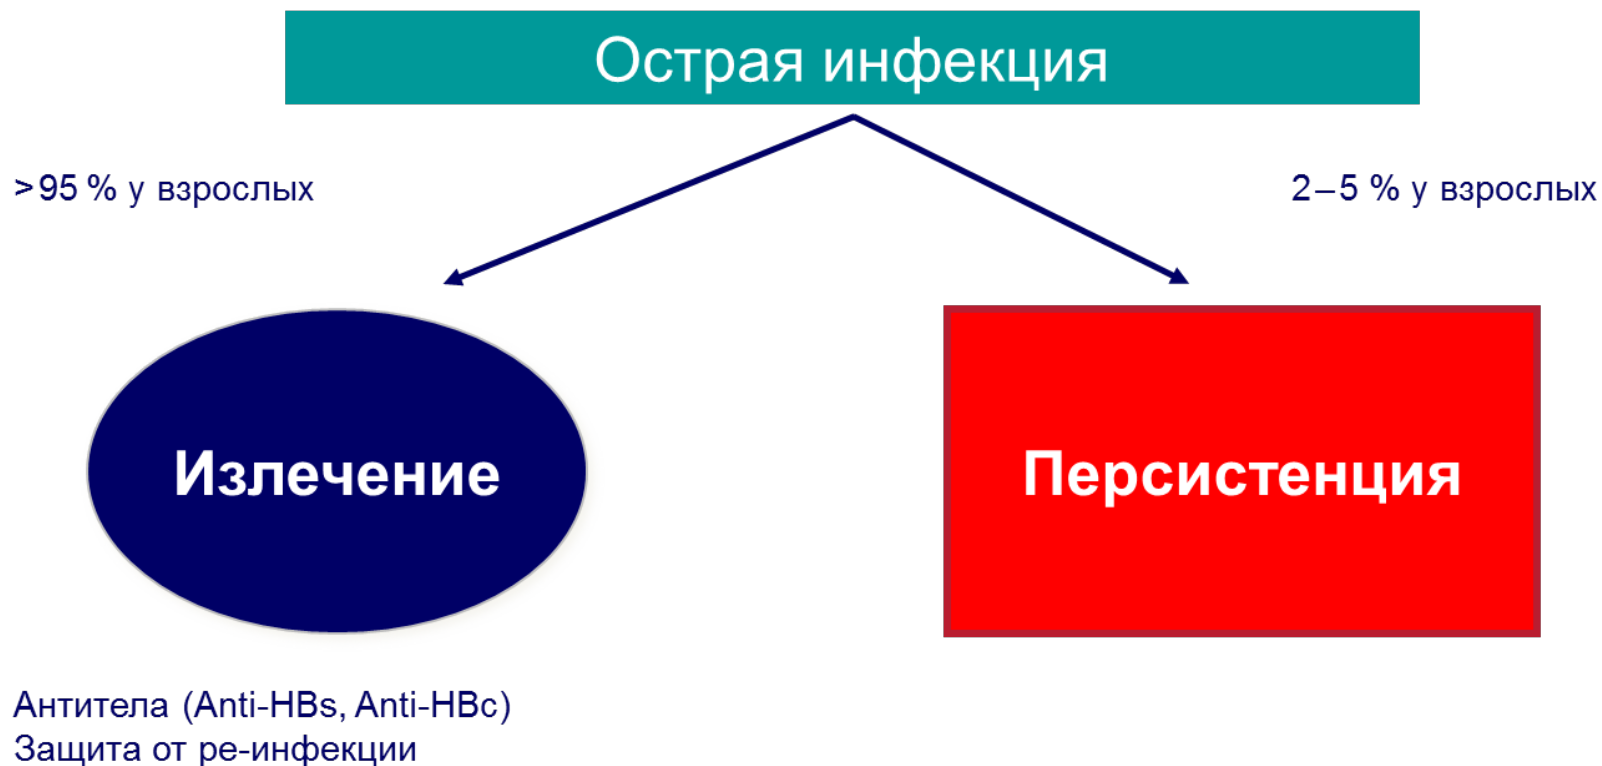 Острая инфекция
>95 % у взрослых
2–5 % у взрослых
Излечение
Персистенция
Антитела (Anti-HBs, Anti-HBc)
Защита от ре-инфекции